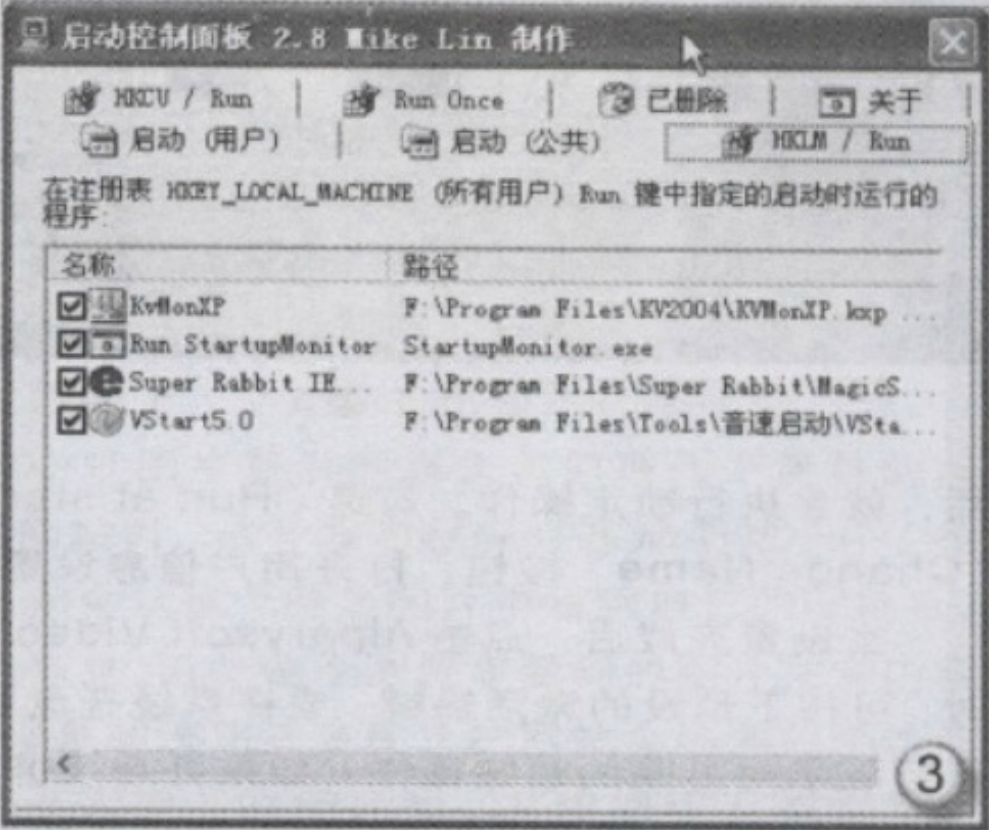 启动控制面板 2.8 Mike Lin 制作
HKCU / Run
Run Once
已删除
关于
启动 (用户)
启动 (公共)
HKLM / Run
在注册表 HKEY_LOCAL_MACHINE (所有用户) Run 键中指定的启动时运行的
程序:
名称 路径
KvMonXP F:\Program Files\KV2004\KVMonXP.kxp ...
Run StartupMonitor StartupMonitor.exe
Super Rabbit IE... F:\Program Files\Super Rabbit\MagicS...
VStart5.0 F:\Program Files\Tools\音速启动\VSta...
3